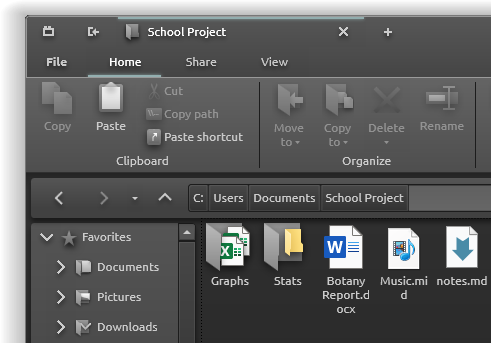 School Project
File Home Share View
Cut
Copy path
Copy Paste Paste shortcut
Move to Copy to Delete Rename
Clipboard Organize
C: Users Documents School Project
Favorites
Documents
Pictures
Downloads
Graphs Stats Botany Report.docx Music.mid notes.md